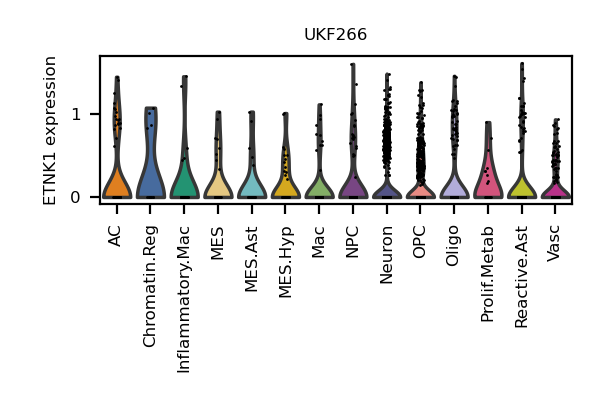 UKF266
ETNK1 expression
1
0
AC
Chromatin.Reg
Inflammatory.Mac
MES
MES.Ast
MES.Hyp
Mac
NPC
Neuron
OPC
Oligo
Prolif.Metab
Reactive.Ast
Vasc